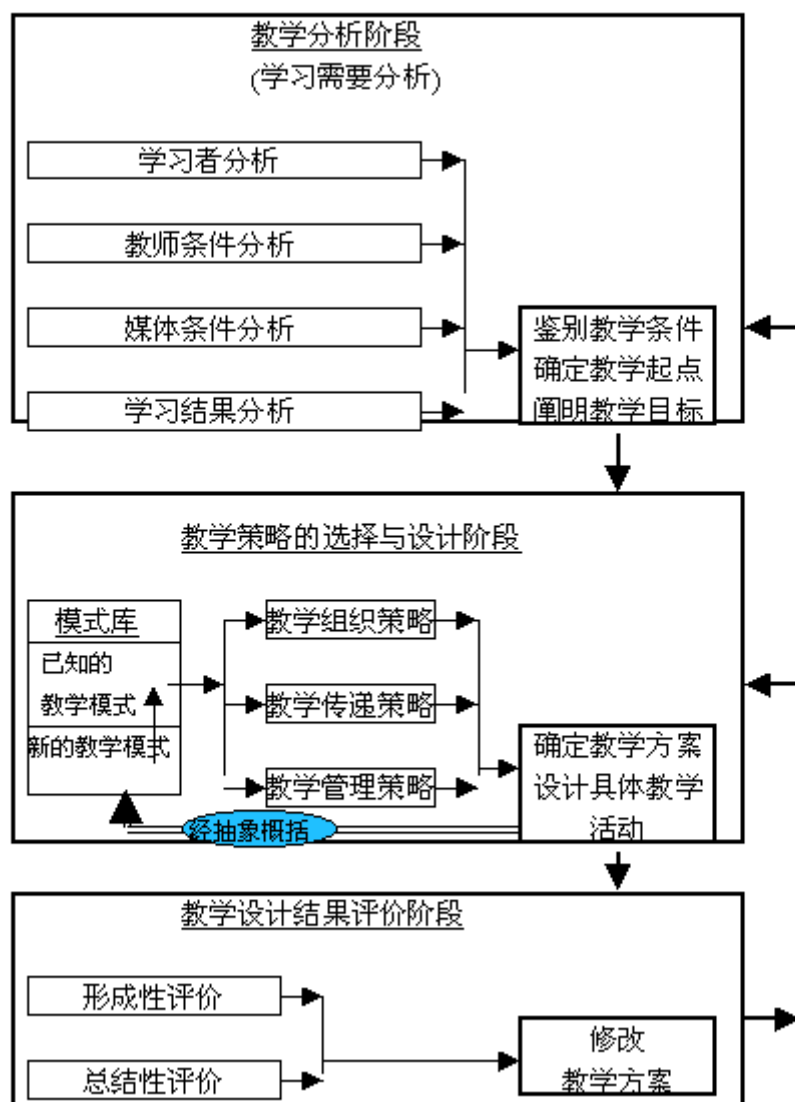 教学分析阶段
(学习需要分析)
学习者分析
教师条件分析
媒体条件分析
学习结果分析
鉴别教学条件
确定教学起点
阐明教学目标
教学策略的选择与设计阶段
模式库
已知的
教学模式
新的教学模式
教学组织策略
教学传递策略
教学管理策略
确定教学方案
设计具体教学
活动
经抽象概括
教学设计结果评价阶段
形成性评价
总结性评价
修改
教学方案